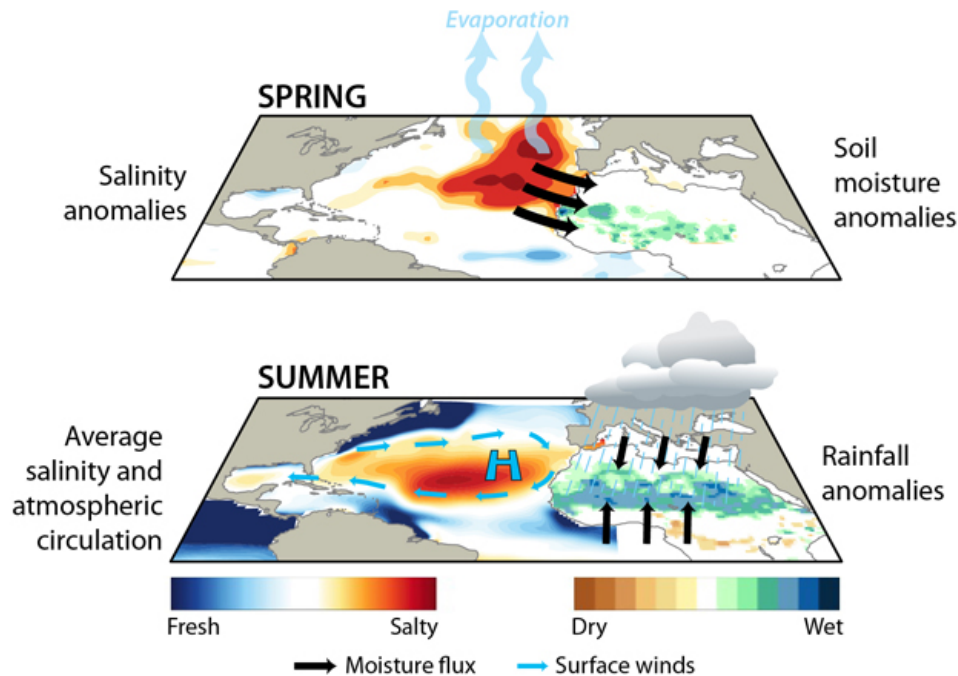 Evaporation
SPRING
Salinity
anomalies
Soil
moisture
anomalies
SUMMER
Average
salinity and
atmospheric
circulation
H
Rainfall
anomalies
Fresh
Salty
Dry
Wet
Moisture flux
Surface winds